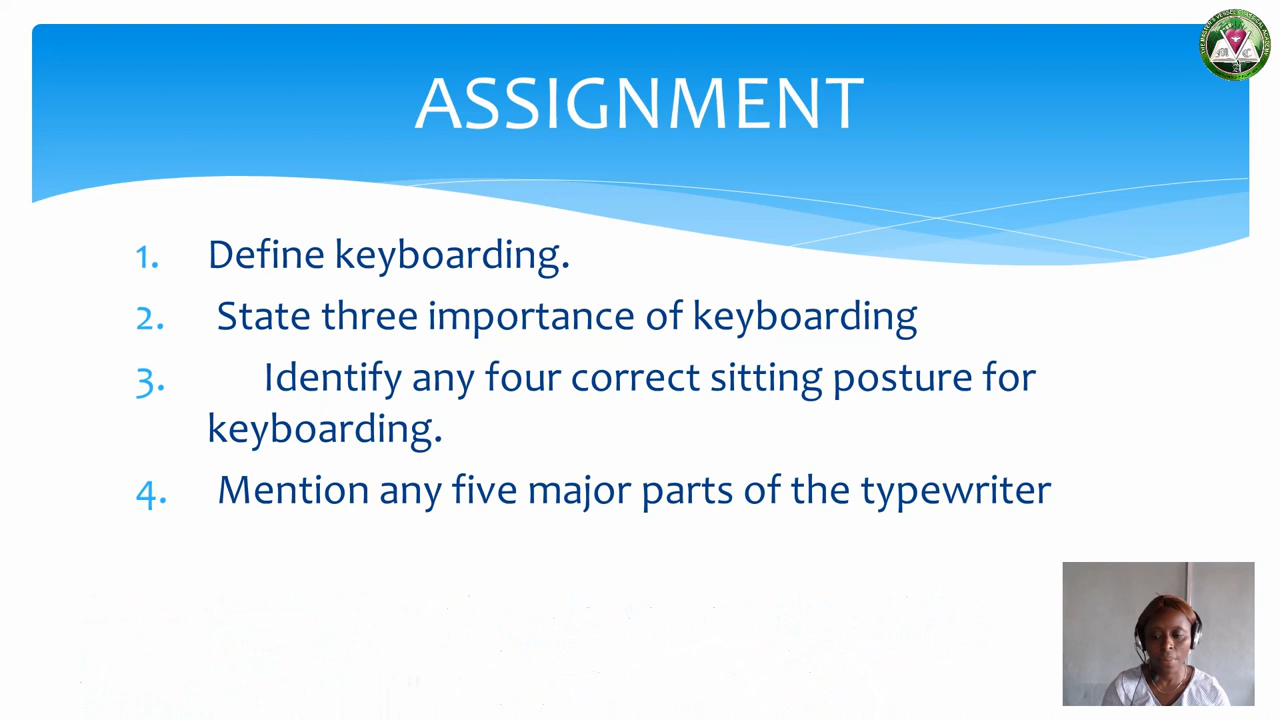 ASSIGNMENT
1. Define keyboarding.
2. State three importance of keyboarding
3. Identify any four correct sitting posture for
keyboarding.
4. Mention any five major parts of the typewriter